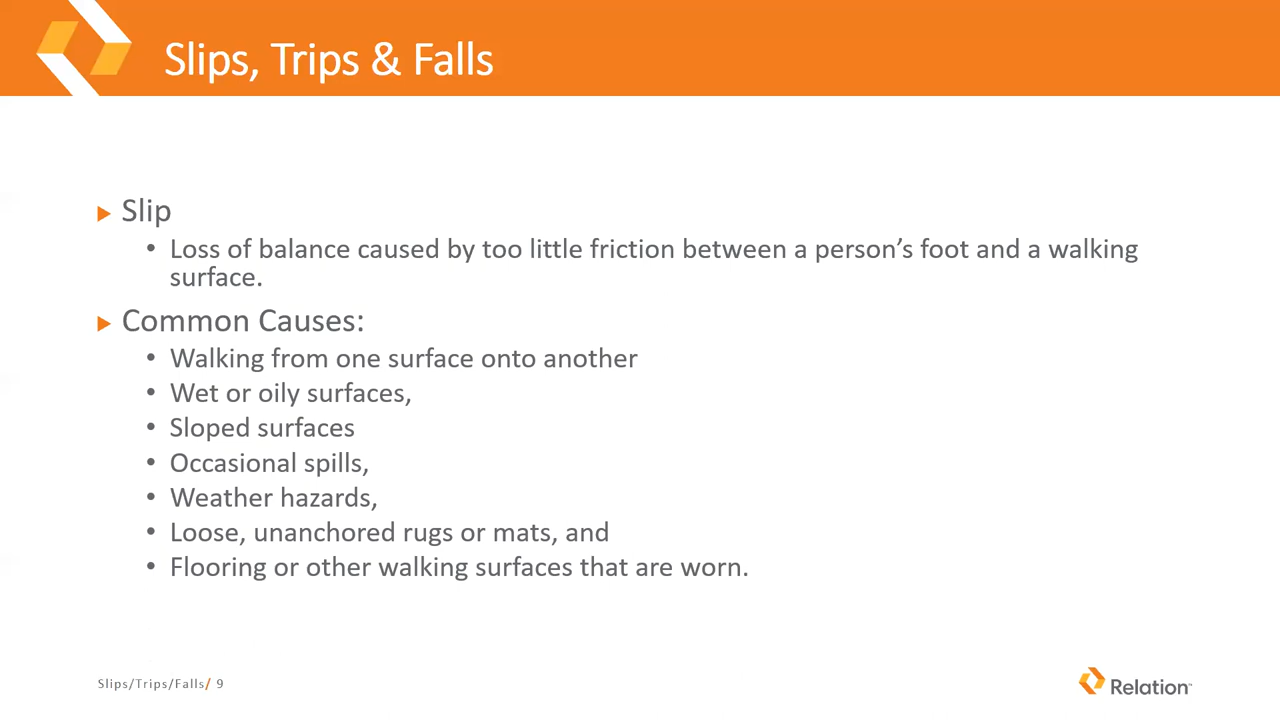 Slips, Trips & Falls
Slip
• Loss of balance caused by too little friction between a person’s foot and a walking
surface.
Common Causes:
• Walking from one surface onto another
• Wet or oily surfaces,
• Sloped surfaces
• Occasional spills,
• Weather hazards,
• Loose, unanchored rugs or mats, and
• Flooring or other walking surfaces that are worn.
Slips/Trips/Falls/ 9
Relation™